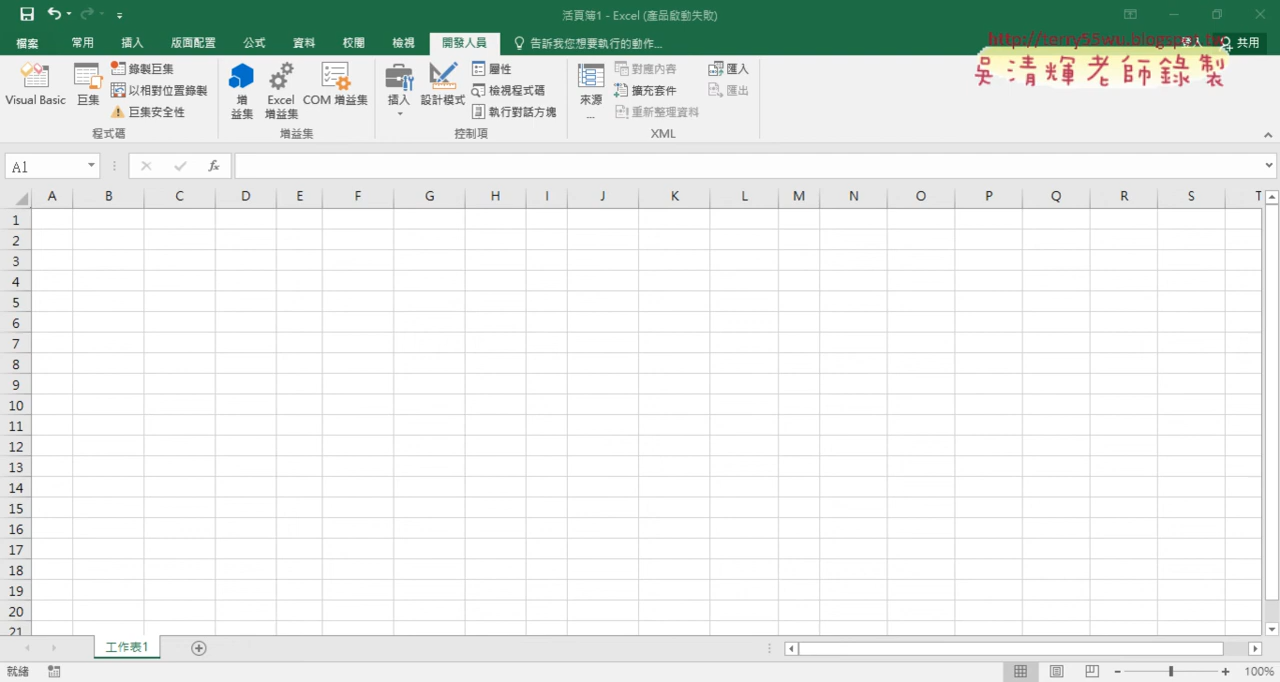 活頁簿1 - Excel (產品啟動失敗)
檔案 常用 插入 版面配置 公式 資料 校閱 檢視 開發人員 告訴我您想要執行的動作... 登入 共用
http://terry55wu.blogspot.tw
吳清輝老師錄製
Visual Basic 巨集 錄製巨集 以相對位置錄製 巨集安全性
程式碼
增益集 Excel 增益集 COM 增益集
增益集
插入 設計模式 屬性 檢視程式碼 執行對話方塊
控制項
來源... 對應內容 擴充套件 重新整理資料 匯入 匯出
XML
A1 fx
A B C D E F G H I J K L M N O P Q R S T
1
2
3
4
5
6
7
8
9
10
11
12
13
14
15
16
17
18
19
20
21
工作表1
就緒 100%